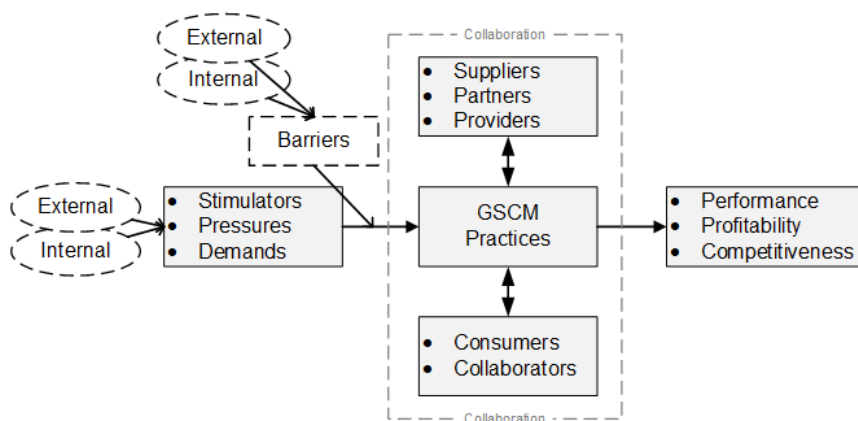 Collaboration
External
Internal
Barriers
• Suppliers
• Partners
• Providers
External
Internal
• Stimulators
• Pressures
• Demands
GSCM
Practices
• Performance
• Profitability
• Competitiveness
• Consumers
• Collaborators
Collaboration